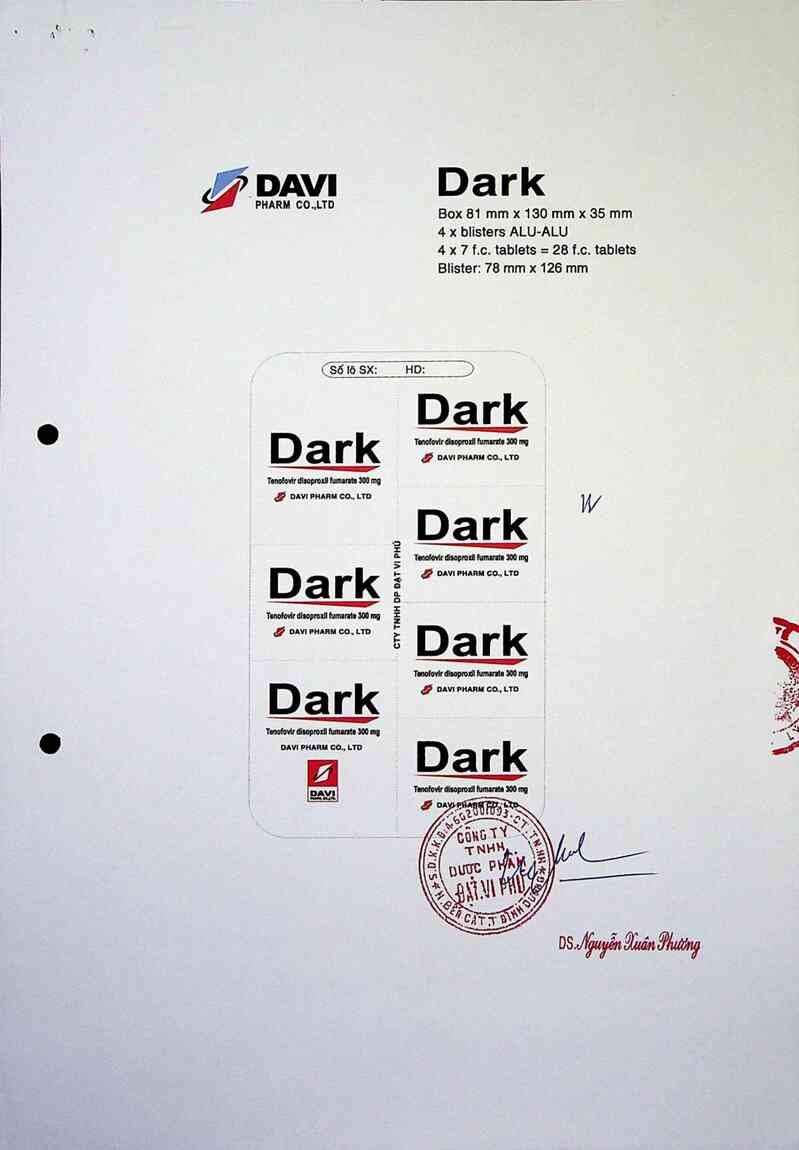 DAVI
PHARM CO.,LTD
Dark
Box 81 mm x 130 mm x 35 mm
4 x blisters ALU-ALU
4 x 7 f.c. tablets = 28 f.c. tablets
Blister: 78 mm x 126 mm
Số lô SX: HD:
Dark
Tenofovir disoproxil fumarate 300 mg
DAVI PHARM CO., LTD
Dark
Tenofovir disoproxil fumarate 300 mg
DAVI PHARM CO., LTD
Dark
Tenofovir disoproxil fumarate 300 mg
DAVI PHARM CO., LTD
DAVI
CTY TNHH DP ĐẠT VI PHÚ
Dark
Tenofovir disoproxil fumarate 300 mg
DAVI PHARM CO., LTD
Dark
Tenofovir disoproxil fumarate 300 mg
DAVI PHARM CO., LTD
Dark
Tenofovir disoproxil fumarate 300 mg
DAVI PHARM CO., LTD
Dark
Tenofovir disoproxil fumarate 300 mg
DAVI PHARM CO., LTD
CÔNG TY
TNHH
DƯỢC PHẨM
ĐẠT VI PHÚ
H. BẾN CÁT, T. BÌNH DƯƠNG
DS. Nguyễn Xuân Phương